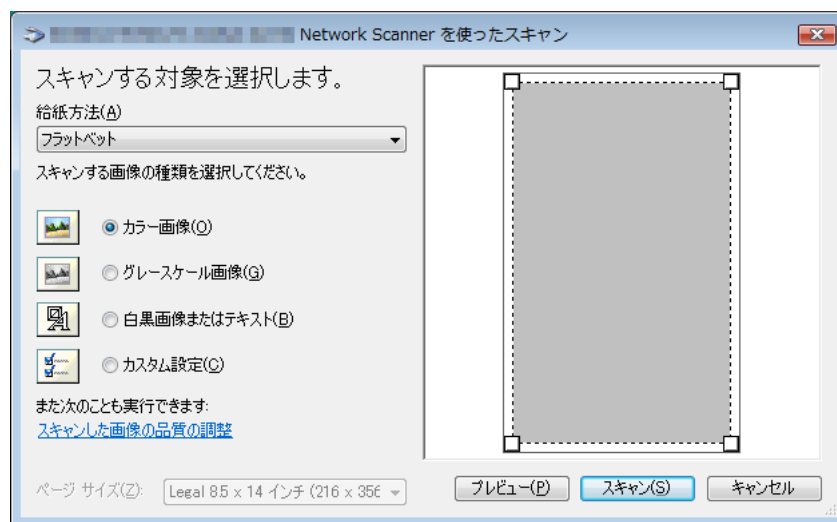 Network Scanner を使ったスキャン
スキャンする対象を選択します。
給紙方法(A)
フラットベット
スキャンする画像の種類を選択してください。
カラー画像(O)
グレースケール画像(G)
白黒画像またはテキスト(B)
カスタム設定(C)
また次のことも実行できます:
スキャンした画像の品質の調整
ページ サイズ(Z): Legal 8.5 x 14 インチ (216 x 356
プレビュー(P) スキャン(S) キャンセル